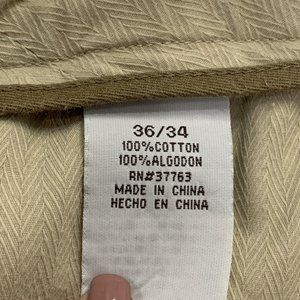 36/34
100%COTTON
100%ALGODON
RN#37763
MADE IN CHINA
HECHO EN CHINA